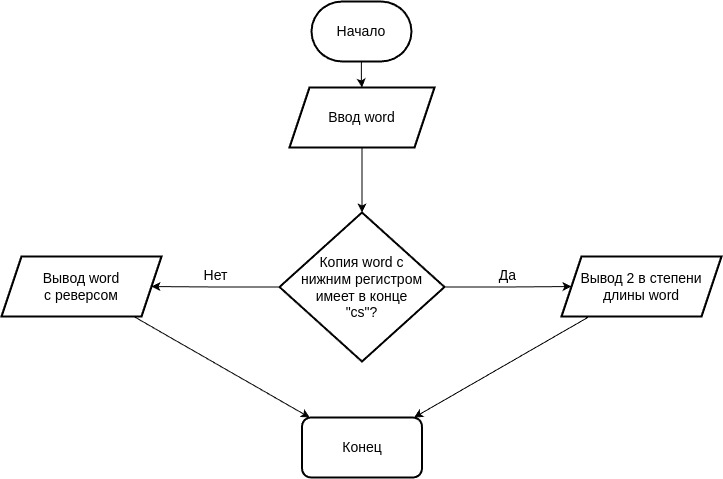 Начало
Ввод word
Копия word с
нижним регистром
имеет в конце
"cs"?
Нет
Да
Вывод word
с реверсом
Вывод 2 в степени
длины word
Конец